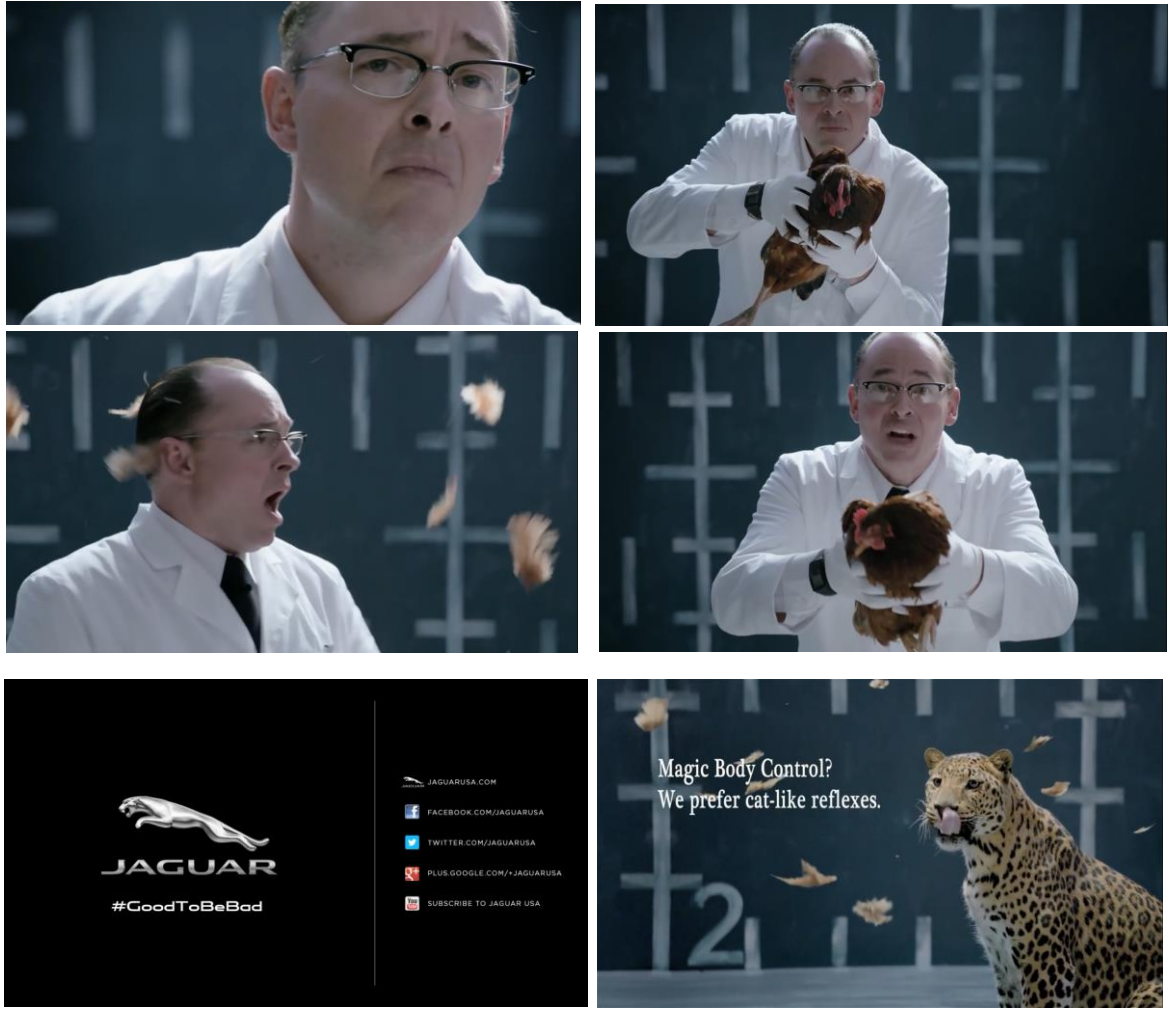 JAGUAR
#GoodToBeBad
JAGUARUSA.COM
FACEBOOK.COM/JAGUARUSA
TWITTER.COM/JAGUARUSA
PLUS.GOOGLE.COM/+JAGUARUSA
SUBSCRIBE TO JAGUAR USA
Magic Body Control?
We prefer cat-like reflexes.
2